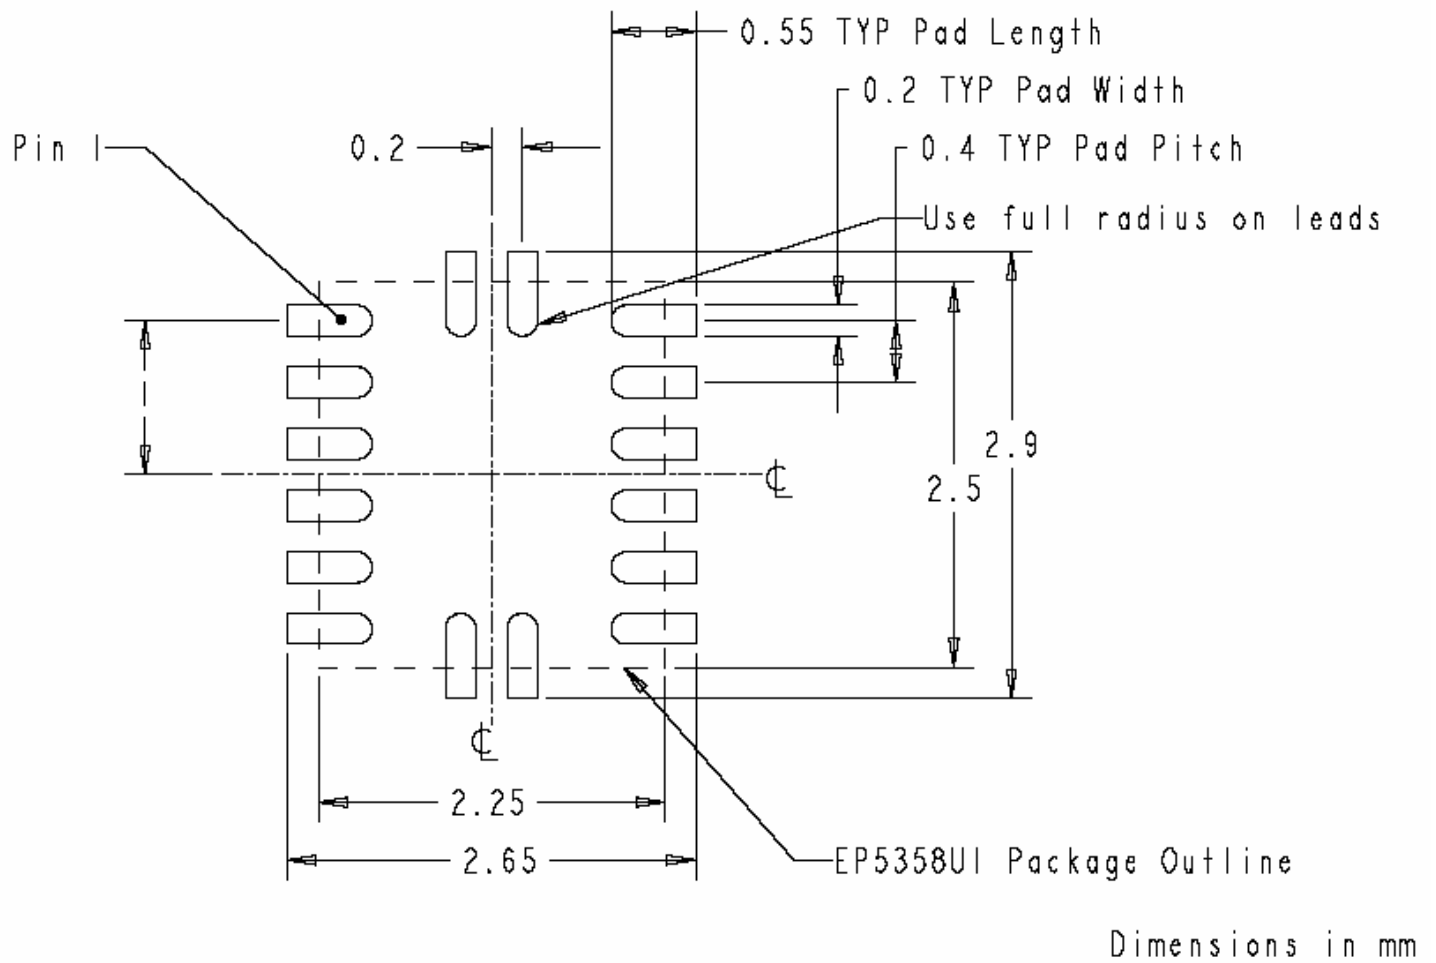 0.55 TYP Pad Length
0.2 TYP Pad Width
Pin 1
0.2
0.4 TYP Pad Pitch
Use full radius on leads
2.9
2.5
℄
℄
2.25
2.65
EP5358UI Package Outline
Dimensions in mm